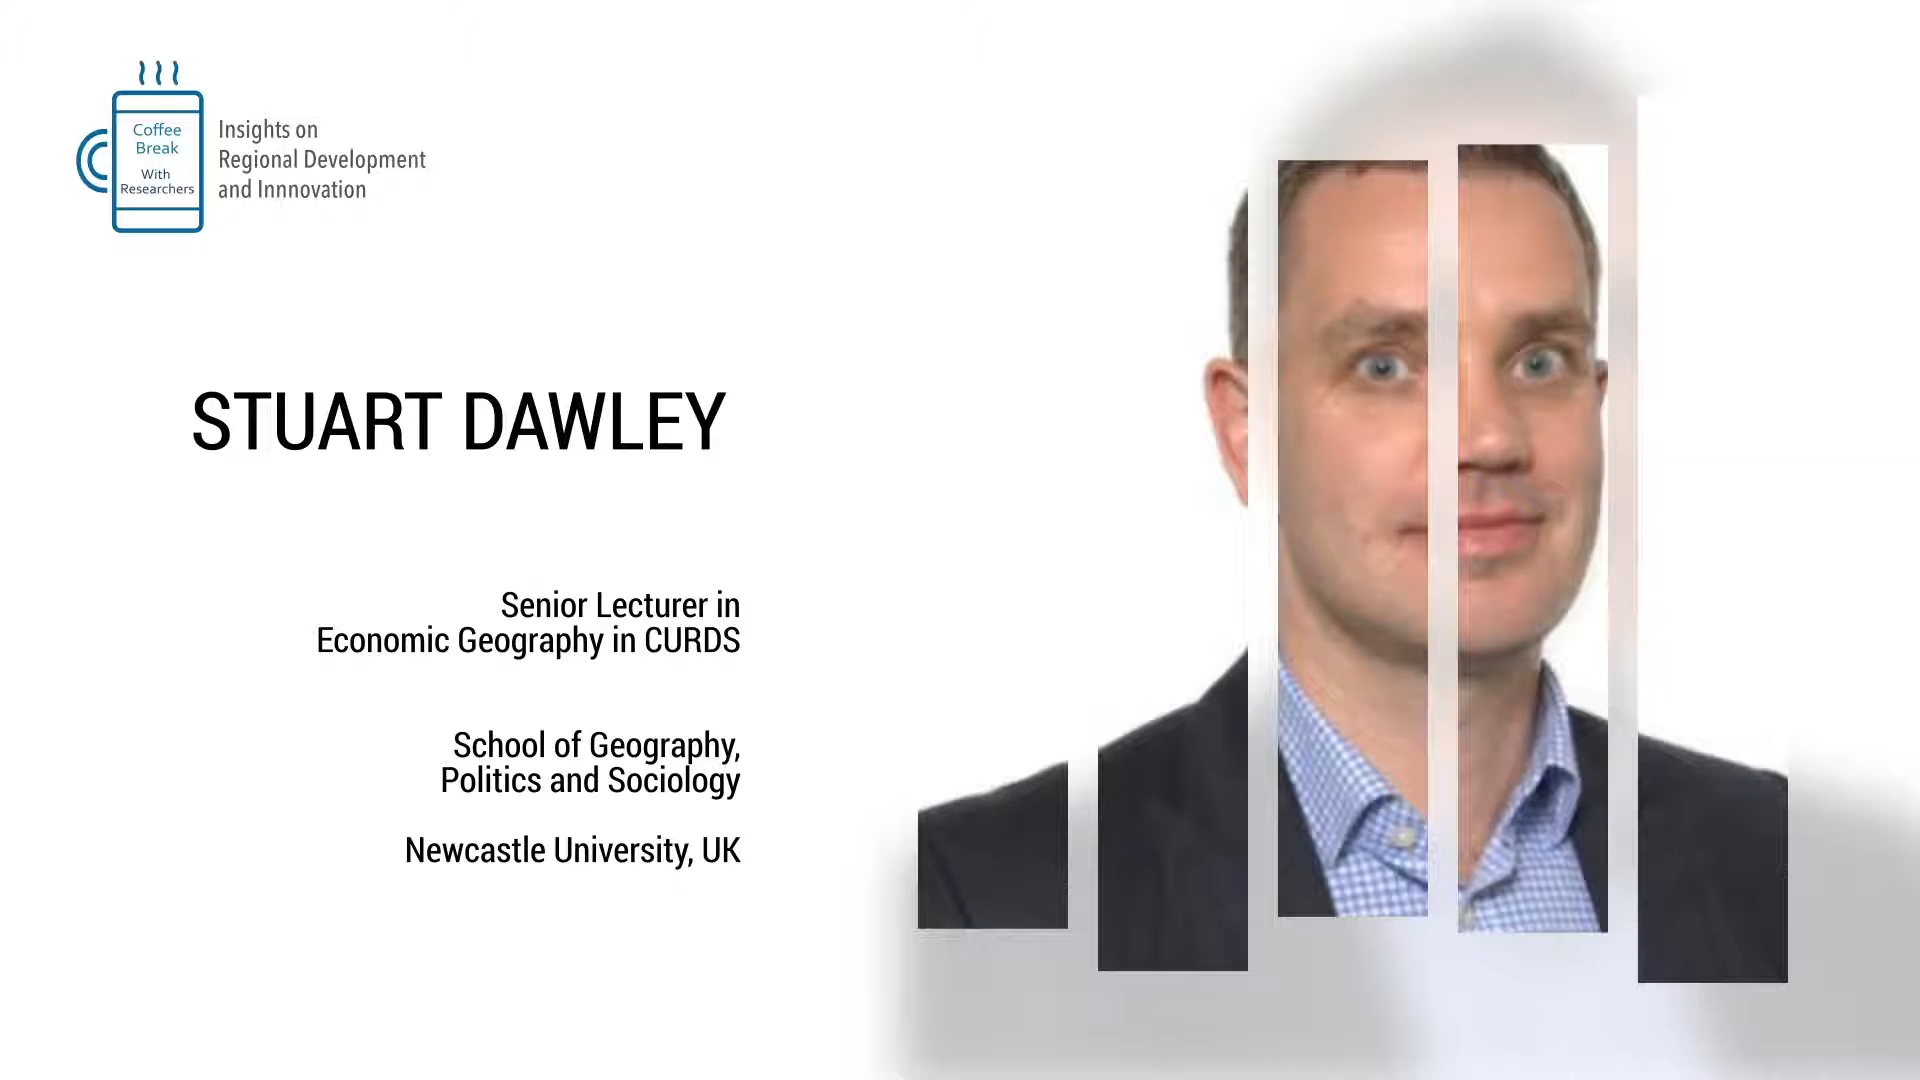 Coffee
Break
With
Researchers
Insights on
Regional Development
and Innnovation
STUART DAWLEY
Senior Lecturer in
Economic Geography in CURDS
School of Geography,
Politics and Sociology
Newcastle University, UK